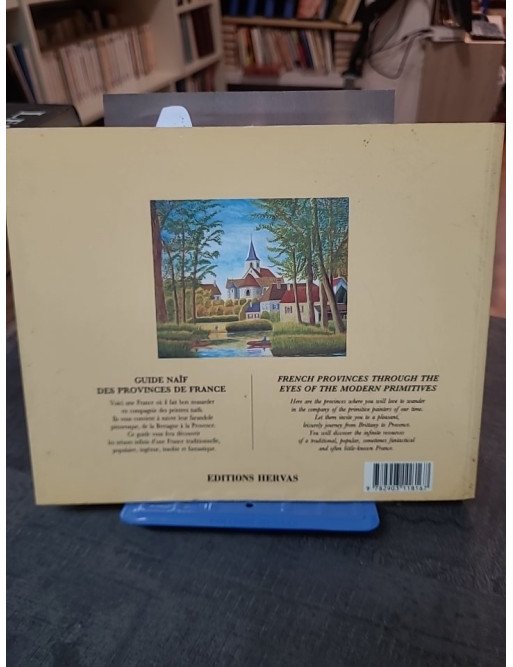 GUIDE NAÏF
DES PROVINCES DE FRANCE
Voici une France où il fait bon musarder
en compagnie des peintres naïfs.
Ils vous convient à suivre leur farandole
pittoresque, de la Bretagne à la Provence.
Ce guide vous fera découvrir
les trésors infinis d'une France traditionnelle,
populaire, insolite et fantastique.
FRENCH PROVINCES THROUGH THE
EYES OF THE MODERN PRIMITIVES
Here are the provinces where you will love to wander
in the company of the primitive painters of our time.
Let them invite you to a pleasant,
leisurely journey from Brittany to Provence.
You will discover the infinite resources
of a traditional, popular, sometimes fantastical
and often little-known France.
EDITIONS HERVAS
9 782903 118167